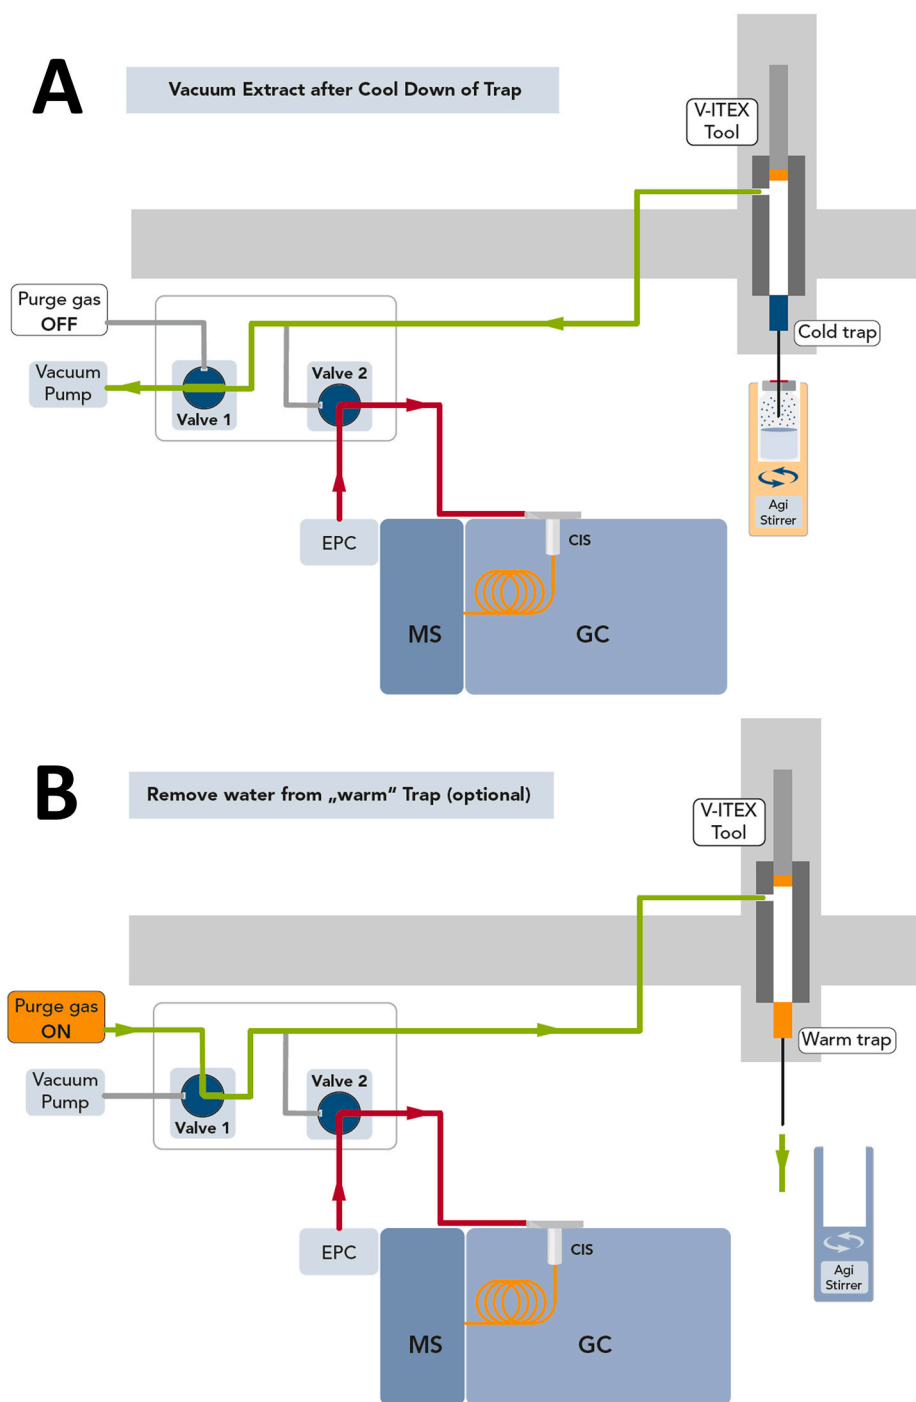 A
Vacuum Extract after Cool Down of Trap
V-ITEX
Tool
Purge gas
OFF
Cold trap
Vacuum
Pump
Valve 2
Valve 1
Agi
Stirrer
EPC
CIS
MS
GC
B
Remove water from „warm“ Trap (optional)
V-ITEX
Tool
Purge gas
ON
Warm trap
Vacuum
Pump
Valve 2
Valve 1
EPC
CIS
Agi
Stirrer
MS
GC